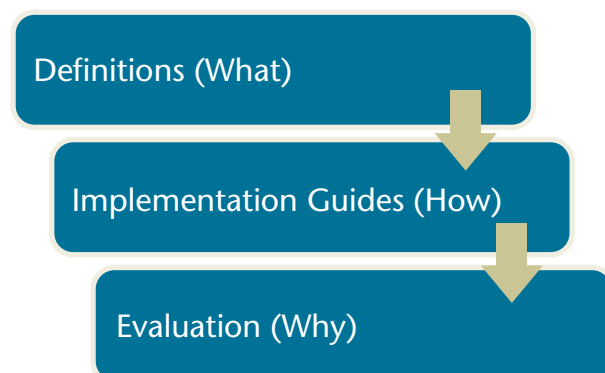 Definitions (What)
Implementation Guides (How)
Evaluation (Why)